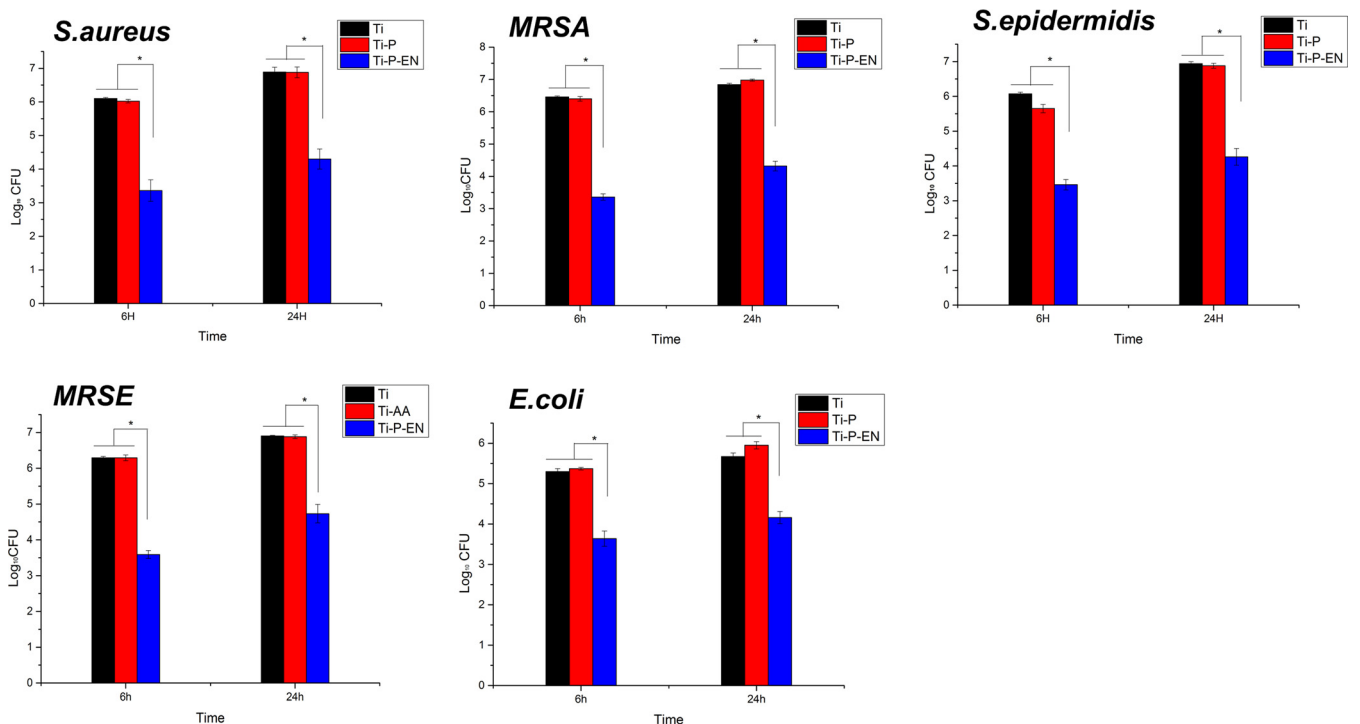 S.aureus
Ti
Ti-P
Ti-P-EN
*
*
Log₁₀ CFU
7
6
5
4
3
2
1
0
6H
24H
Time
MRSA
Ti
Ti-P
Ti-P-EN
*
*
Log₁₀CFU
8
7
6
5
4
3
2
1
0
6h
24h
Time
S.epidermidis
Ti
Ti-P
Ti-P-EN
*
*
Log₁₀ CFU
7
6
5
4
3
2
1
0
6H
24H
Time
MRSE
Ti
Ti-AA
Ti-P-EN
*
*
Log₁₀CFU
7
6
5
4
3
2
1
0
6h
24h
Time
E.coli
Ti
Ti-P
Ti-P-EN
*
*
Log₁₀ CFU
6
5
4
3
2
1
0
6h
24h
Time